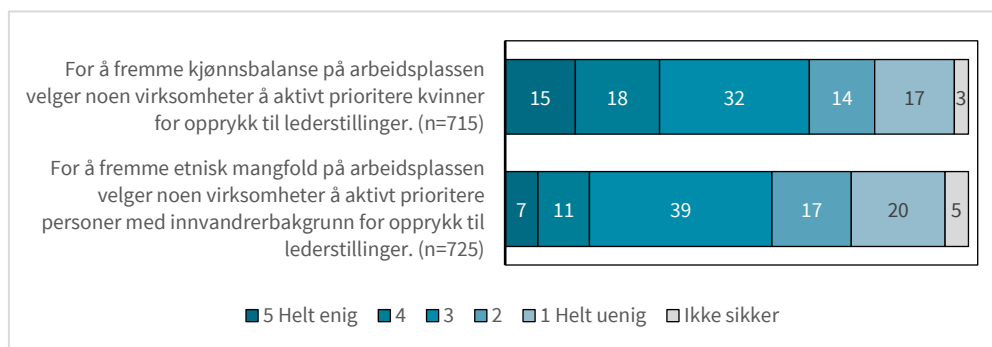 For å fremme kjønnsbalanse på arbeidsplassen
velger noen virksomheter å aktivt prioritere kvinner
for opprykk til lederstillinger. (n=715)
15 18 32 14 17 3
For å fremme etnisk mangfold på arbeidsplassen
velger noen virksomheter å aktivt prioritere
personer med innvandrerbakgrunn for opprykk til
lederstillinger. (n=725)
7 11 39 17 20 5
5 Helt enig 4 3 2 1 Helt uenig Ikke sikker